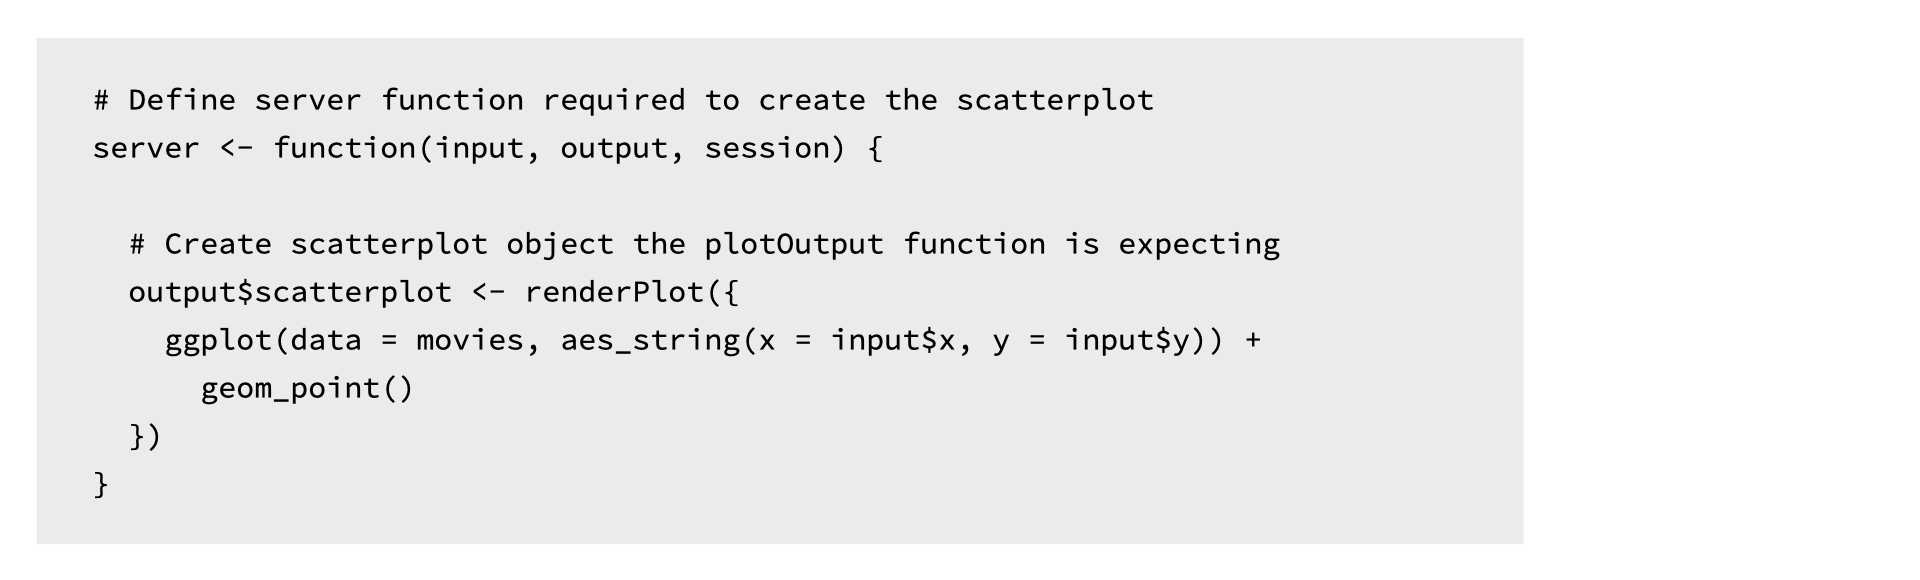 # Define server function required to create the scatterplot
server <- function(input, output, session) {
  # Create scatterplot object the plotOutput function is expecting
  output$scatterplot <- renderPlot({
    ggplot(data = movies, aes_string(x = input$x, y = input$y)) +
      geom_point()
  })
}